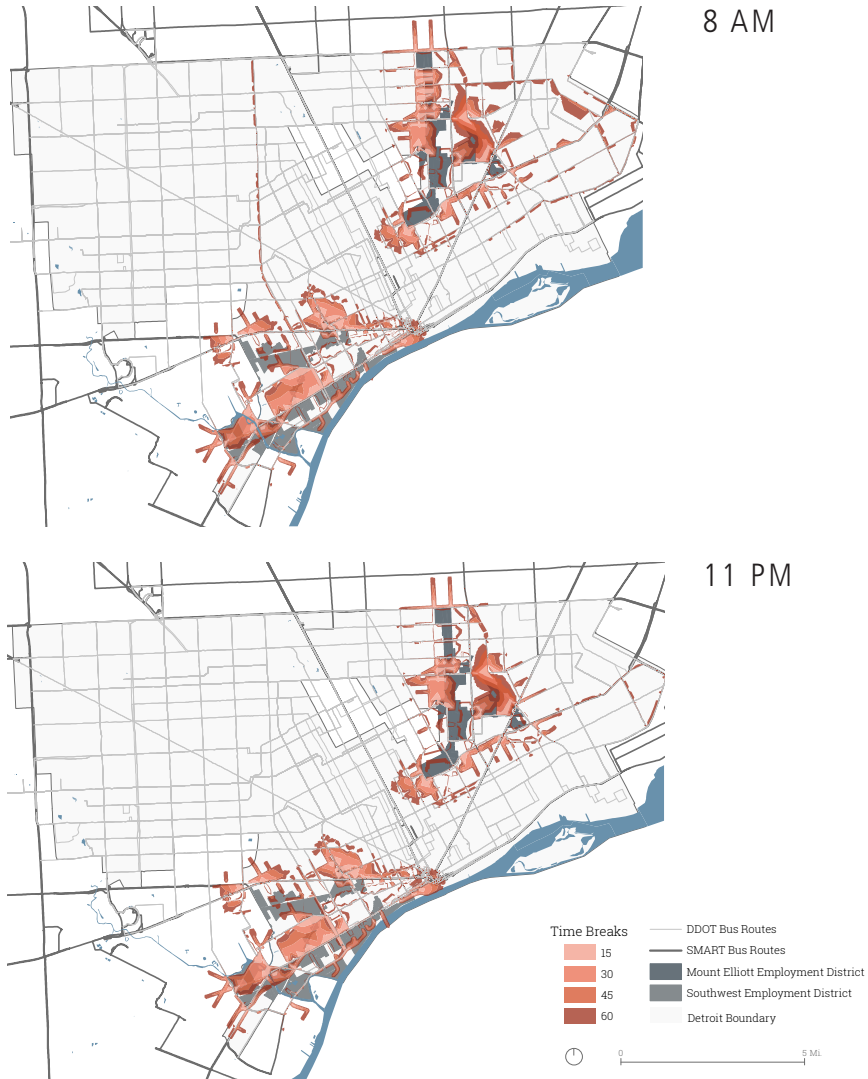 8 AM
11 PM
Time Breaks
15
30
45
60
DDOT Bus Routes
SMART Bus Routes
Mount Elliott Employment District
Southwest Employment District
Detroit Boundary
0
5 Mi.